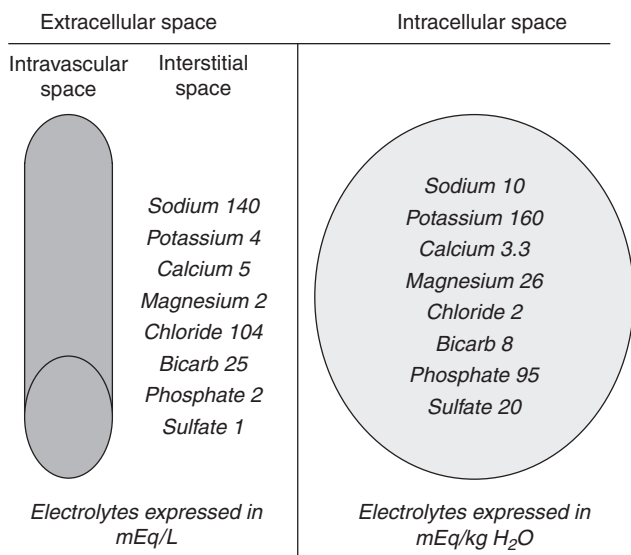 Extracellular space
Intracellular space
Intravascular
space
Interstitial
space
Sodium 140
Potassium 4
Calcium 5
Magnesium 2
Chloride 104
Bicarb 25
Phosphate 2
Sulfate 1
Electrolytes expressed in
mEq/L
Sodium 10
Potassium 160
Calcium 3.3
Magnesium 26
Chloride 2
Bicarb 8
Phosphate 95
Sulfate 20
Electrolytes expressed in
mEq/kg H₂O